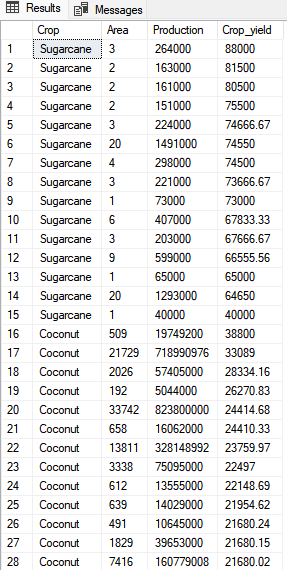 Results Messages
Crop Area Production Crop_yield
1 Sugarcane 3 264000 88000
2 Sugarcane 2 163000 81500
3 Sugarcane 2 161000 80500
4 Sugarcane 2 151000 75500
5 Sugarcane 3 224000 74666.67
6 Sugarcane 20 1491000 74550
7 Sugarcane 4 298000 74500
8 Sugarcane 3 221000 73666.67
9 Sugarcane 1 73000 73000
10 Sugarcane 6 407000 67833.33
11 Sugarcane 3 203000 67666.67
12 Sugarcane 9 599000 66555.56
13 Sugarcane 1 65000 65000
14 Sugarcane 20 1293000 64650
15 Sugarcane 1 40000 40000
16 Coconut 509 19749200 38800
17 Coconut 21729 718990976 33089
18 Coconut 2026 57405000 28334.16
19 Coconut 192 5044000 26270.83
20 Coconut 33742 823800000 24414.68
21 Coconut 658 16062000 24410.33
22 Coconut 13811 328148992 23759.97
23 Coconut 3338 75095000 22497
24 Coconut 612 13555000 22148.69
25 Coconut 639 14029000 21954.62
26 Coconut 491 10645000 21680.24
27 Coconut 1829 39653000 21680.15
28 Coconut 7416 160779008 21680.02